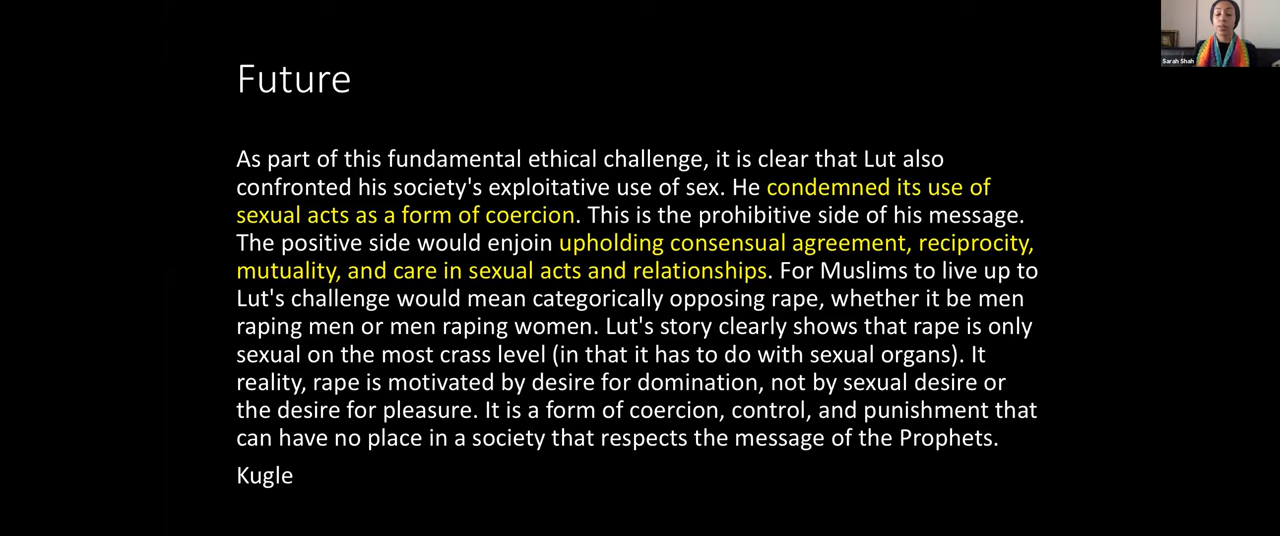 Sarah Shah
Future
As part of this fundamental ethical challenge, it is clear that Lut also
confronted his society's exploitative use of sex. He condemned its use of
sexual acts as a form of coercion. This is the prohibitive side of his message.
The positive side would enjoin upholding consensual agreement, reciprocity,
mutuality, and care in sexual acts and relationships. For Muslims to live up to
Lut's challenge would mean categorically opposing rape, whether it be men
raping men or men raping women. Lut's story clearly shows that rape is only
sexual on the most crass level (in that it has to do with sexual organs). It
reality, rape is motivated by desire for domination, not by sexual desire or
the desire for pleasure. It is a form of coercion, control, and punishment that
can have no place in a society that respects the message of the Prophets.
Kugle